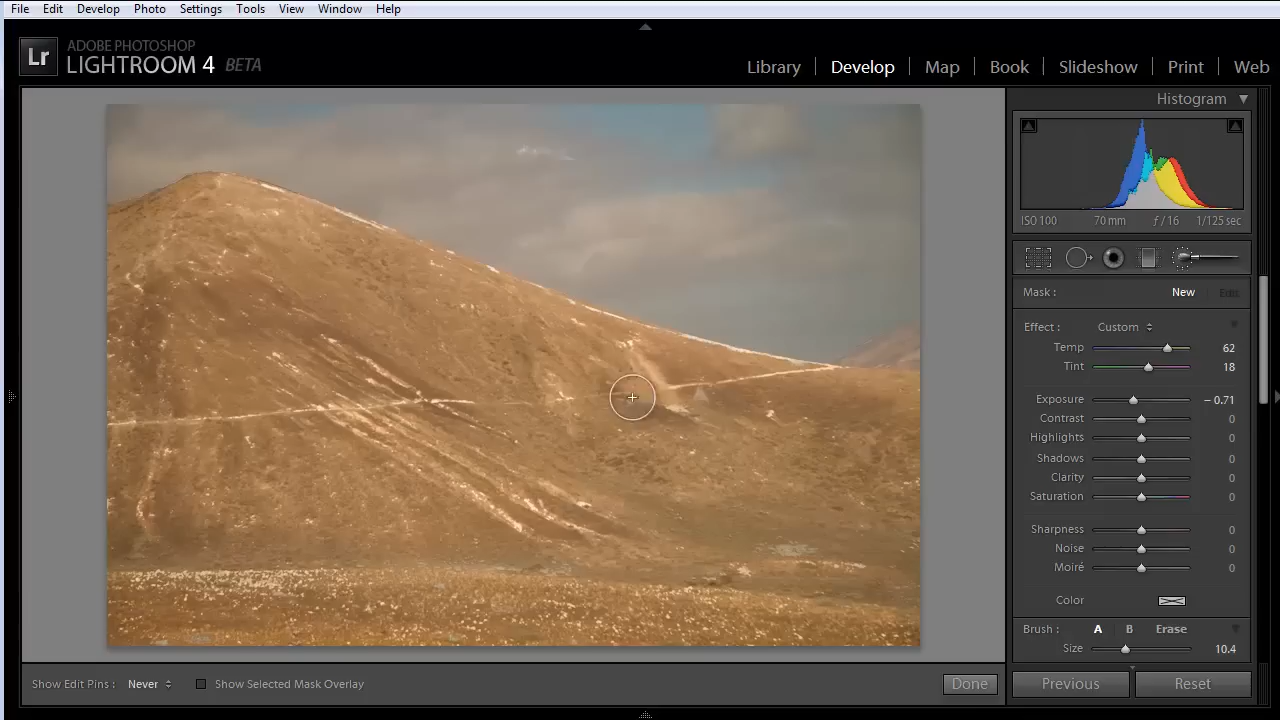 File Edit Develop Photo Settings Tools View Window Help
Lr ADOBE PHOTOSHOP
LIGHTROOM 4 BETA
Library Develop Map Book Slideshow Print Web
Histogram
ISO 100 70 mm ƒ / 16 1/125 sec
Mask : New Edit
Effect : Custom
Temp 62
Tint 18
Exposure – 0.71
Contrast 0
Highlights 0
Shadows 0
Clarity 0
Saturation 0
Sharpness 0
Noise 0
Moiré 0
Color
Brush : A B Erase
Size 10.4
Show Edit Pins : Never Show Selected Mask Overlay Done Previous Reset